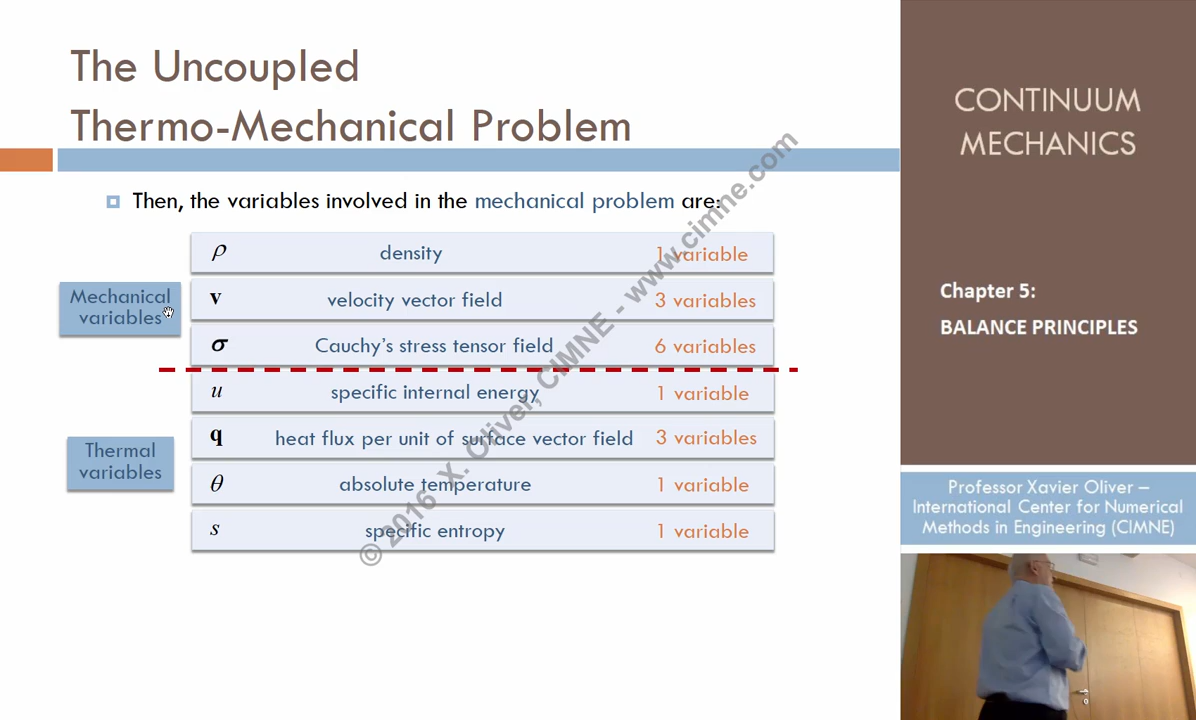 The Uncoupled
Thermo-Mechanical Problem
Then, the variables involved in the mechanical problem are:
ρ density 1 variable
v velocity vector field 3 variables
σ Cauchy's stress tensor field 6 variables
u specific internal energy 1 variable
q heat flux per unit of surface vector field 3 variables
θ absolute temperature 1 variable
s specific entropy 1 variable
Mechanical
variables
Thermal
variables
© 2016 X. Oliver, CIMNE - www.cimne.com
CONTINUUM
MECHANICS
Chapter 5:
BALANCE PRINCIPLES
Professor Xavier Oliver –
International Center for Numerical
Methods in Engineering (CIMNE)